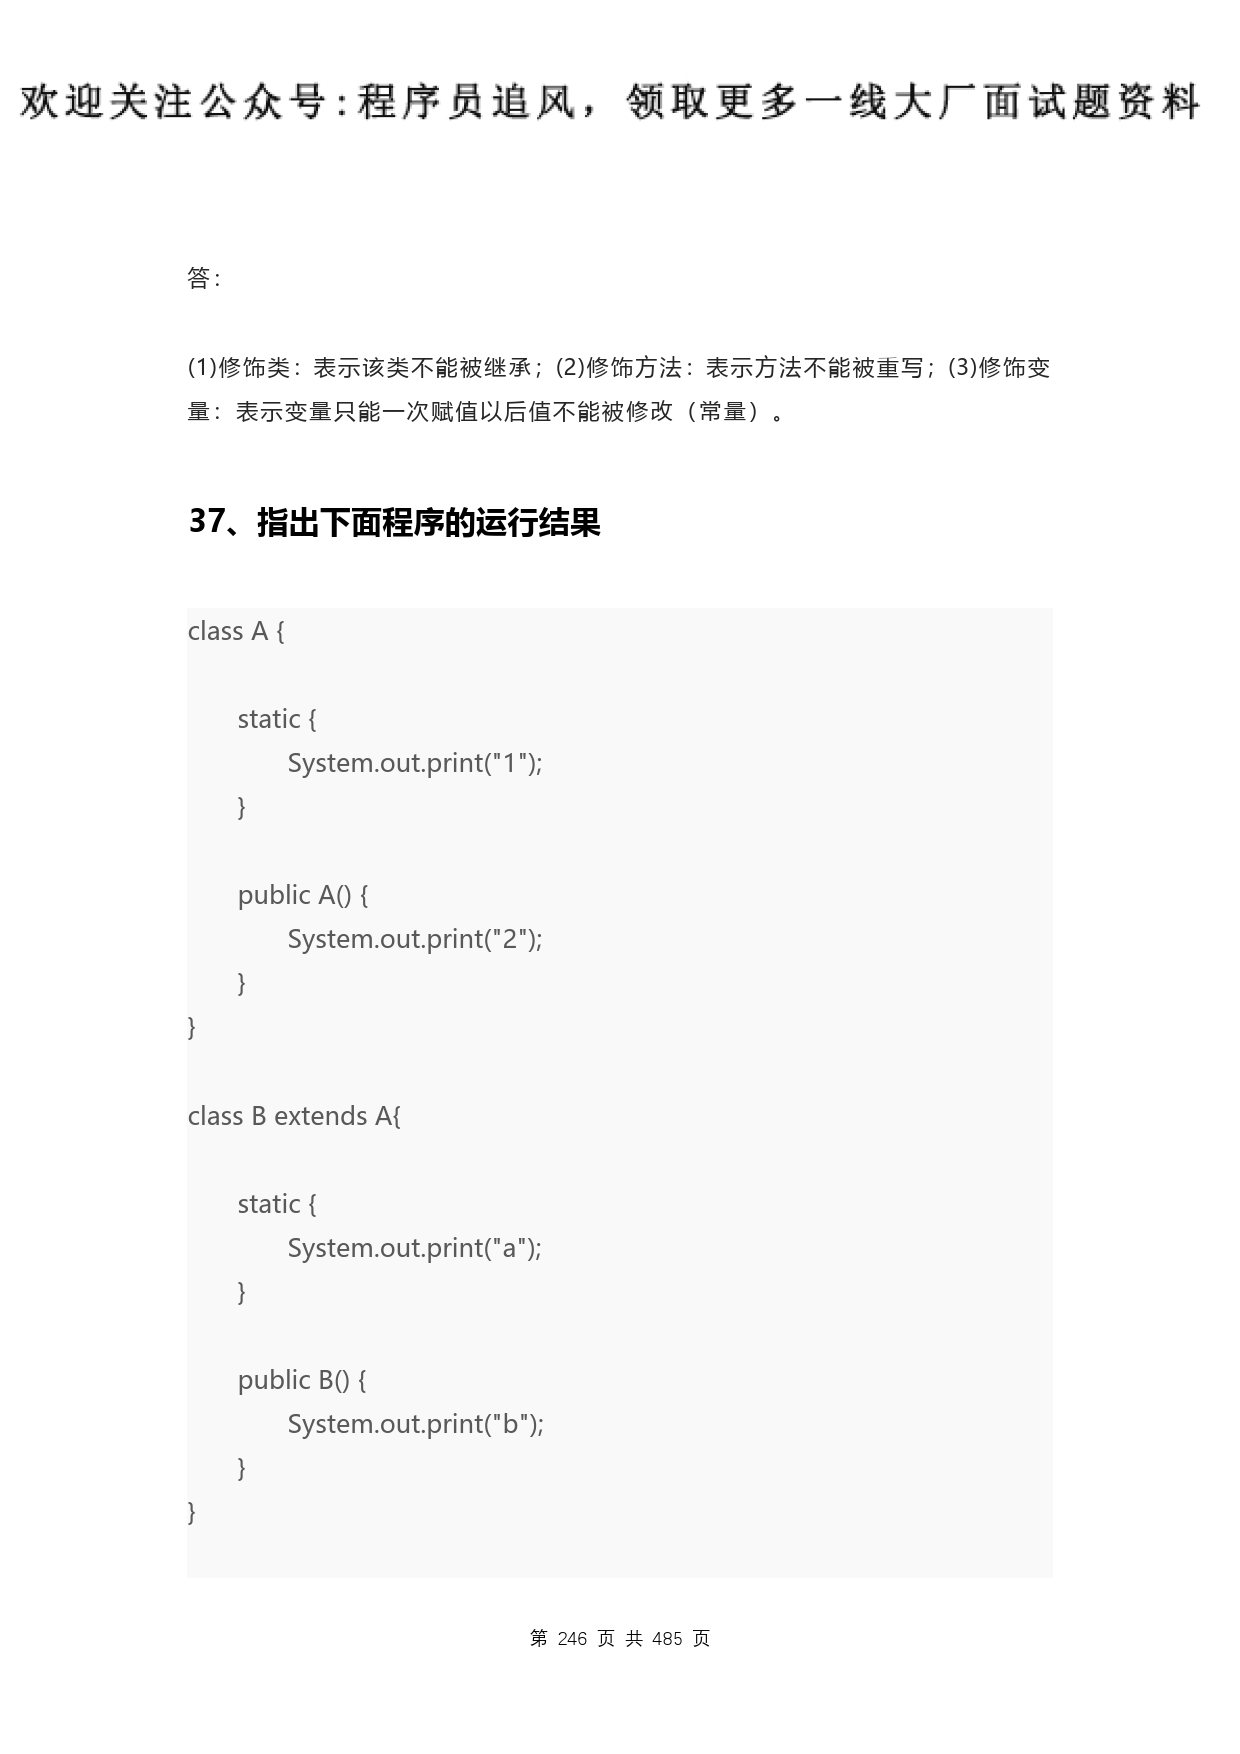 欢迎关注公众号:程序员追风，领取更多一线大厂面试题资料
答：
(1)修饰类：表示该类不能被继承；(2)修饰方法：表示方法不能被重写；(3)修饰变
量：表示变量只能一次赋值以后值不能被修改（常量）。
37、指出下面程序的运行结果
class A {
static {
System.out.print("1");
}
public A() {
System.out.print("2");
}
}
class B extends A{
static {
System.out.print("a");
}
public B() {
System.out.print("b");
}
}
第 246 页 共 485 页